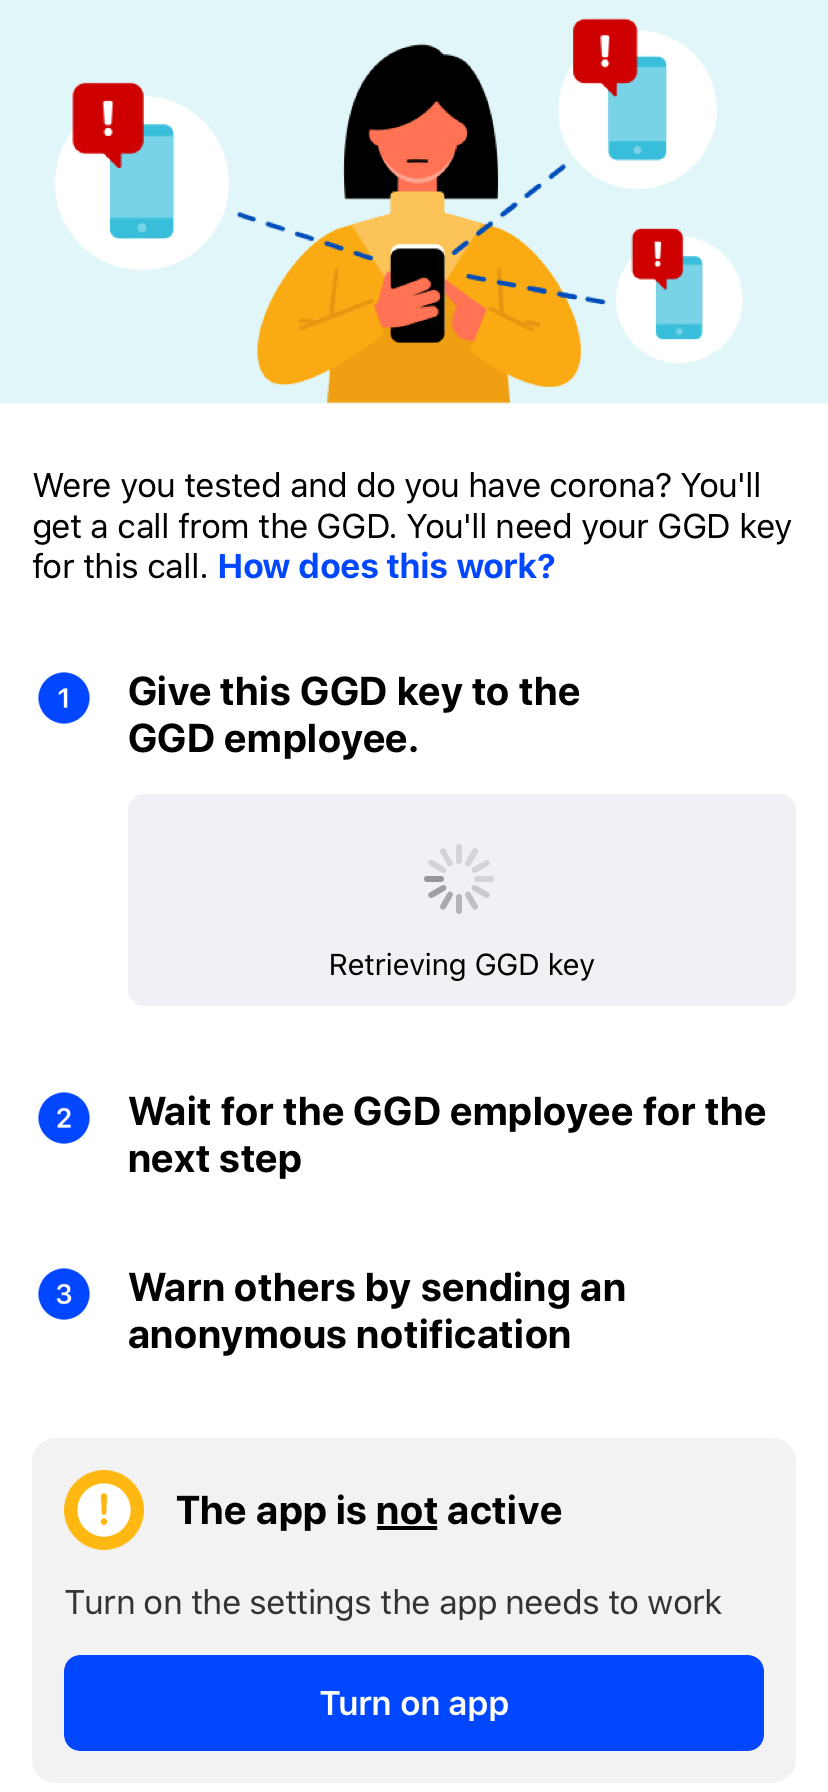 !
!
!
Were you tested and do you have corona? You'll
get a call from the GGD. You'll need your GGD key
for this call. How does this work?
1
Give this GGD key to the
GGD employee.
Retrieving GGD key
2
Wait for the GGD employee for the
next step
3
Warn others by sending an
anonymous notification
!
The app is not active
Turn on the settings the app needs to work
Turn on app